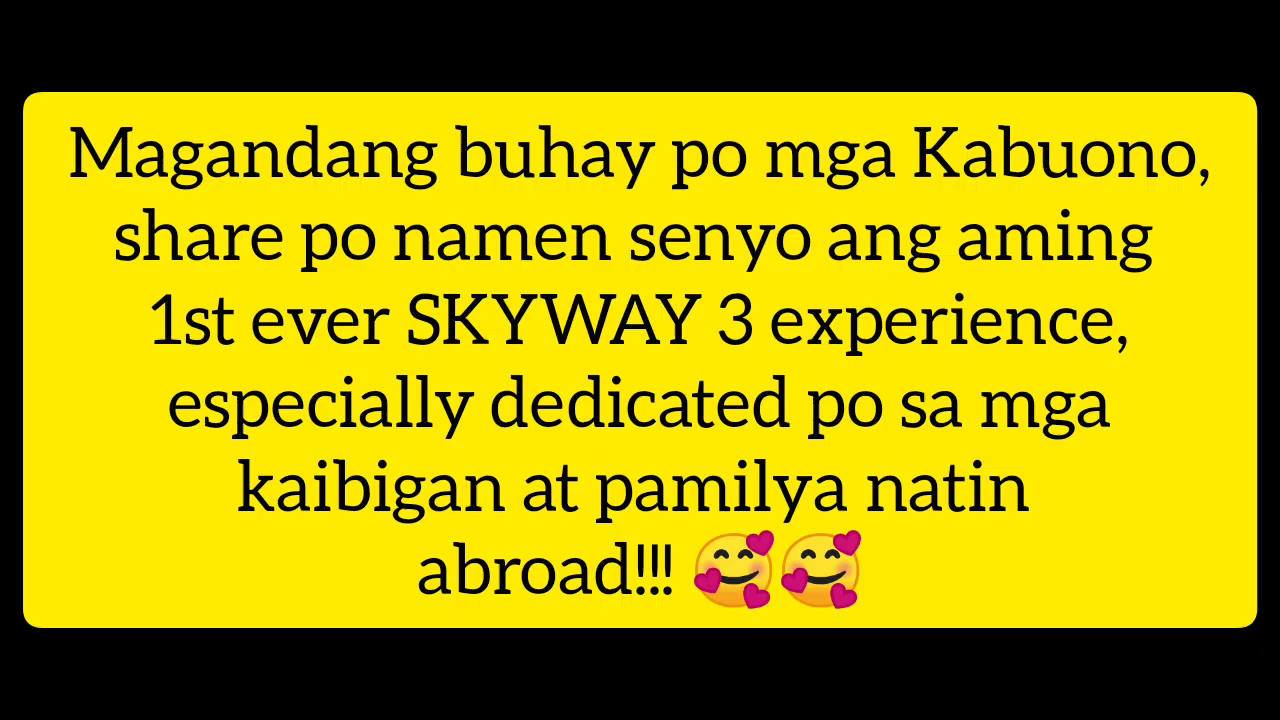 Magandang buhay po mga Kabuono,
share po namen senyo ang aming
1st ever SKYWAY 3 experience,
especially dedicated po sa mga
kaibigan at pamilya natin
abroad!!! 🥰🥰